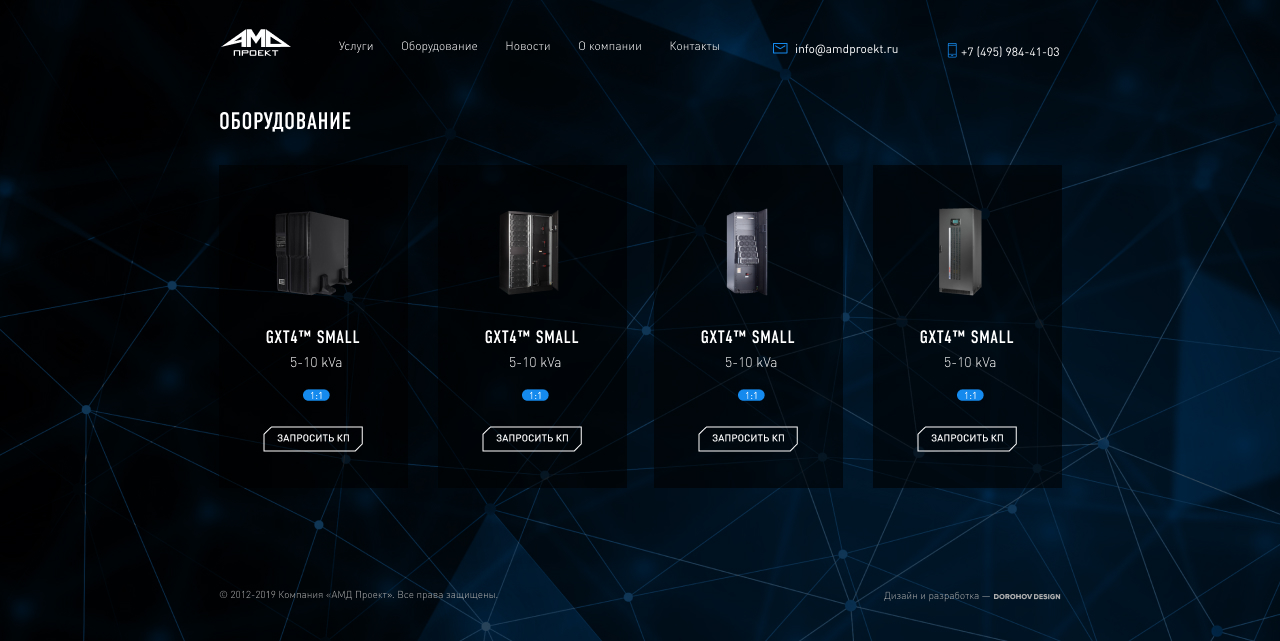 АМД
ПРОЕКТ
Услуги Оборудование Новости О компании Контакты info@amdproekt.ru +7 (495) 984-41-03
ОБОРУДОВАНИЕ
GXT4™ SMALL
5-10 kVa
1:1
ЗАПРОСИТЬ КП
GXT4™ SMALL
5-10 kVa
1:1
ЗАПРОСИТЬ КП
GXT4™ SMALL
5-10 kVa
1:1
ЗАПРОСИТЬ КП
GXT4™ SMALL
5-10 kVa
1:1
ЗАПРОСИТЬ КП
© 2012-2019 Компания «АМД Проект». Все права защищены.
Дизайн и разработка — DOROHOV DESIGN